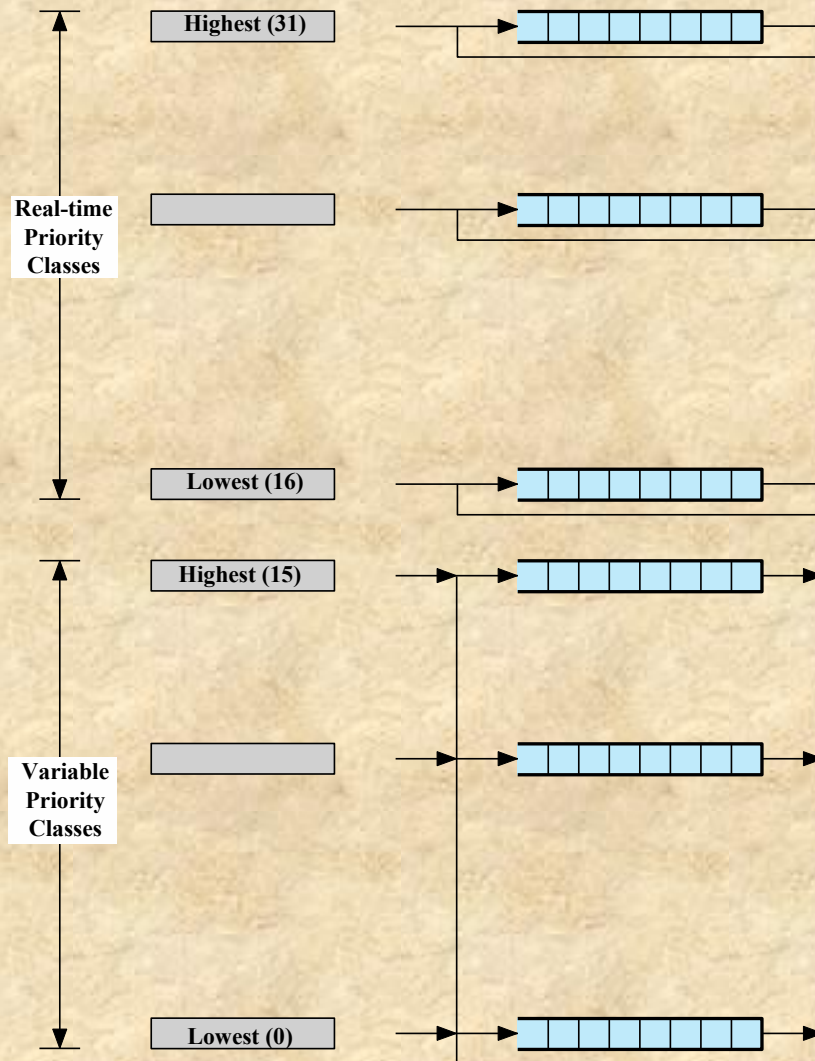 Highest (31)
Real-time
Priority
Classes
Lowest (16)
Highest (15)
Variable
Priority
Classes
Lowest (0)